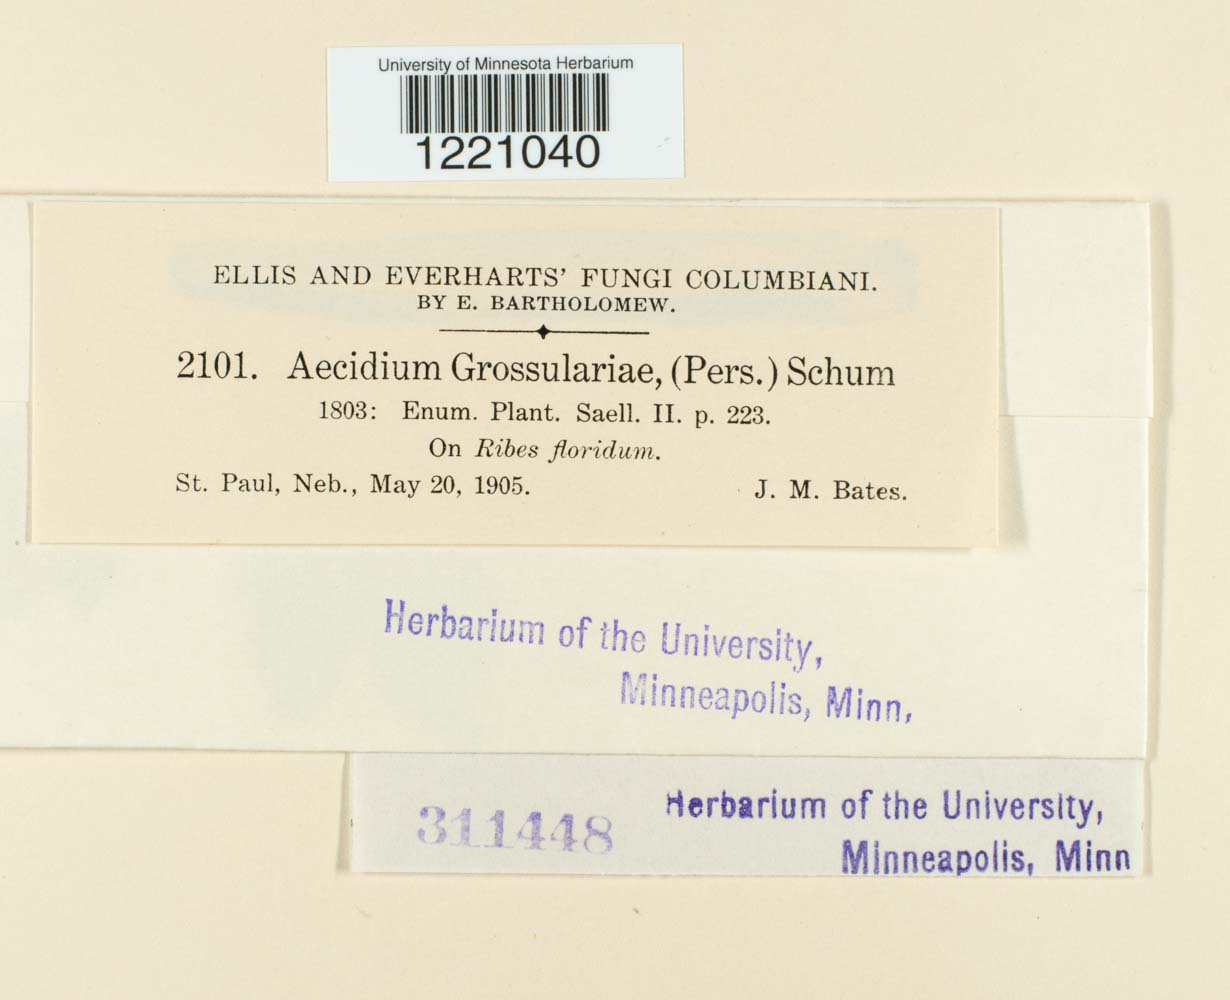 University of Minnesota Herbarium
1221040
ELLIS AND EVERHARTS' FUNGI COLUMBIANI.
BY E. BARTHOLOMEW.
2101. Aecidium Grossulariae, (Pers.) Schum
1803: Enum. Plant. Saell. II. p. 223.
On Ribes floridum.
St. Paul, Neb., May 20, 1905. J. M. Bates.
Herbarium of the University,
Minneapolis, Minn.
311448
Herbarium of the University,
Minneapolis, Minn